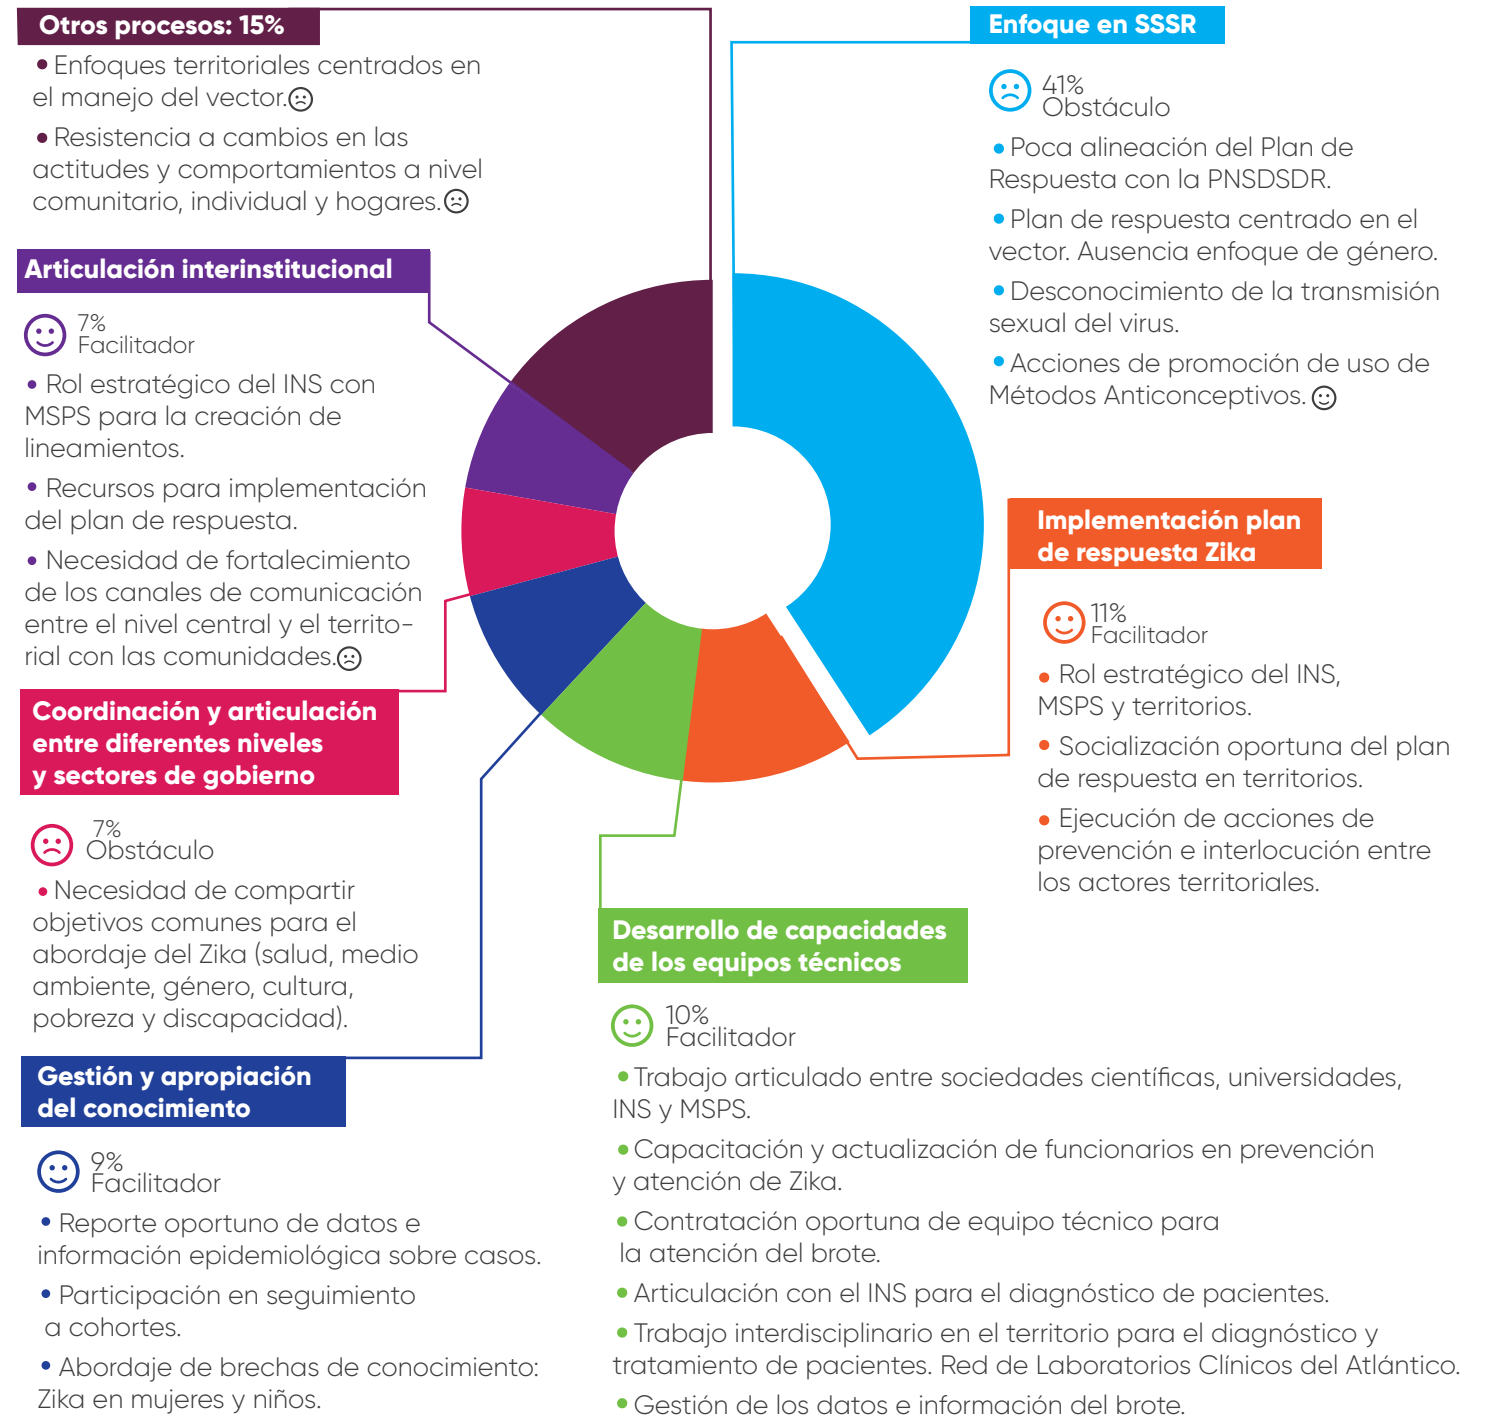 Otros procesos: 15%
• Enfoques territoriales centrados en
el manejo del vector.
• Resistencia a cambios en las
actitudes y comportamientos a nivel
comunitario, individual y hogares.
Articulación interinstitucional
7%
Facilitador
• Rol estratégico del INS con
MSPS para la creación de
lineamientos.
• Recursos para implementación
del plan de respuesta.
• Necesidad de fortalecimiento
de los canales de comunicación
entre el nivel central y el territo-
rial con las comunidades.
Coordinación y articulación
entre diferentes niveles
y sectores de gobierno
7%
Obstáculo
• Necesidad de compartir
objetivos comunes para el
abordaje del Zika (salud, medio
ambiente, género, cultura,
pobreza y discapacidad).
Gestión y apropiación
del conocimiento
9%
Facilitador
• Reporte oportuno de datos e
información epidemiológica sobre casos.
• Participación en seguimiento
a cohortes.
• Abordaje de brechas de conocimiento:
Zika en mujeres y niños.
Enfoque en SSSR
41%
Obstáculo
• Poca alineación del Plan de
Respuesta con la PNSDSDR.
• Plan de respuesta centrado en el
vector. Ausencia enfoque de género.
• Desconocimiento de la transmisión
sexual del virus.
• Acciones de promoción de uso de
Métodos Anticonceptivos.
Implementación plan
de respuesta Zika
11%
Facilitador
• Rol estratégico del INS,
MSPS y territorios.
• Socialización oportuna del plan
de respuesta en territorios.
• Ejecución de acciones de
prevención e interlocución entre
los actores territoriales.
Desarrollo de capacidades
de los equipos técnicos
10%
Facilitador
• Trabajo articulado entre sociedades científicas, universidades,
INS y MSPS.
• Capacitación y actualización de funcionarios en prevención
y atención de Zika.
• Contratación oportuna de equipo técnico para
la atención del brote.
• Articulación con el INS para el diagnóstico de pacientes.
• Trabajo interdisciplinario en el territorio para el diagnóstico y
tratamiento de pacientes. Red de Laboratorios Clínicos del Atlántico.
• Gestión de los datos e información del brote.